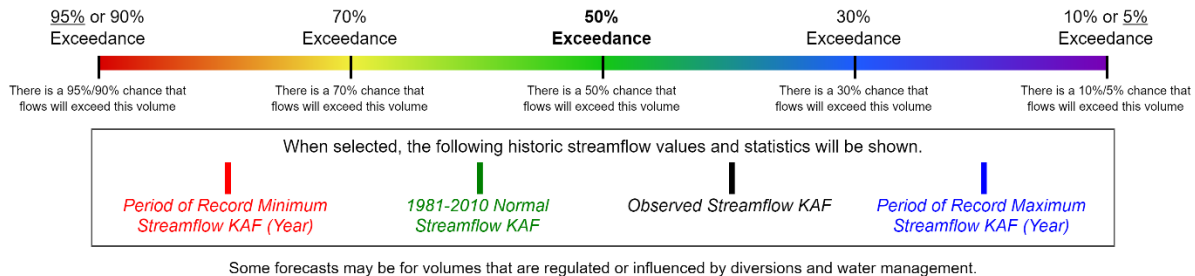 95% or 90%
Exceedance
70%
Exceedance
50%
Exceedance
30%
Exceedance
10% or 5%
Exceedance
There is a 95%/90% chance that
flows will exceed this volume
There is a 70% chance that
flows will exceed this volume
There is a 50% chance that
flows will exceed this volume
There is a 30% chance that
flows will exceed this volume
There is a 10%/5% chance that
flows will exceed this volume
When selected, the following historic streamflow values and statistics will be shown.
Period of Record Minimum
Streamflow KAF (Year)
1981-2010 Normal
Streamflow KAF
Observed Streamflow KAF
Period of Record Maximum
Streamflow KAF (Year)
Some forecasts may be for volumes that are regulated or influenced by diversions and water management.